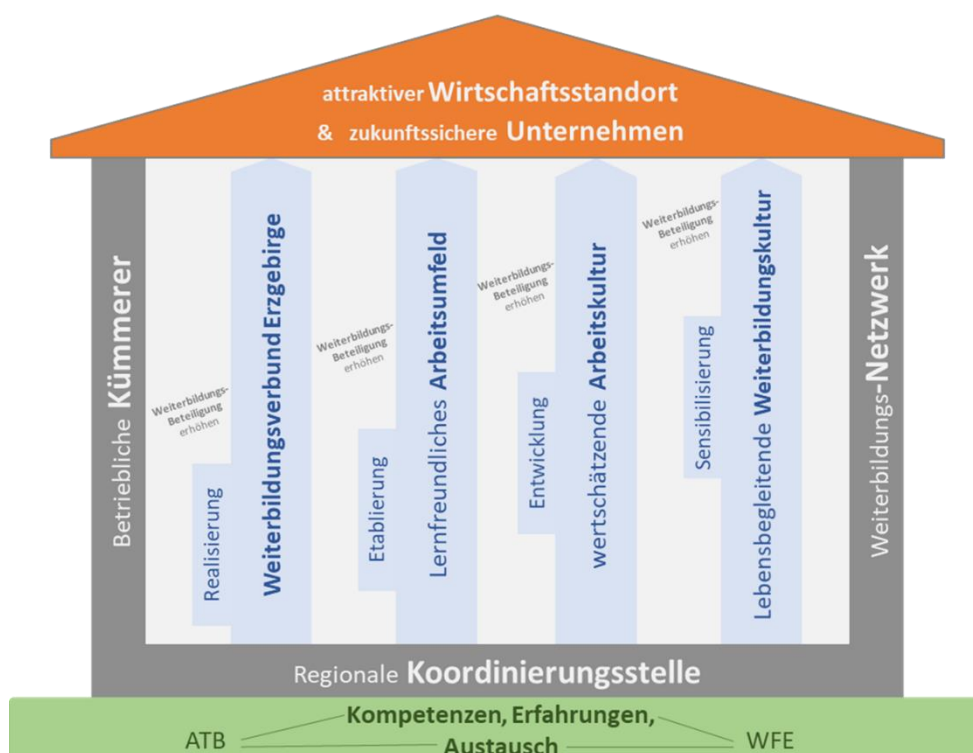 attraktiver Wirtschaftsstandort
& zukunftssichere Unternehmen
Betriebliche Kümmerer
Weiterbildungs-
Beteiligung
erhöhen
Realisierung
Weiterbildungsverbund Erzgebirge
Weiterbildungs-
Beteiligung
erhöhen
Etablierung
Lernfreundliches Arbeitsumfeld
Weiterbildungs-
Beteiligung
erhöhen
Entwicklung
wertschätzende Arbeitskultur
Weiterbildungs-
Beteiligung
erhöhen
Sensibilisierung
Lebensbegleitende Weiterbildungskultur
Weiterbildungs-Netzwerk
Regionale Koordinierungsstelle
Kompetenzen, Erfahrungen,
ATB Austausch WFE